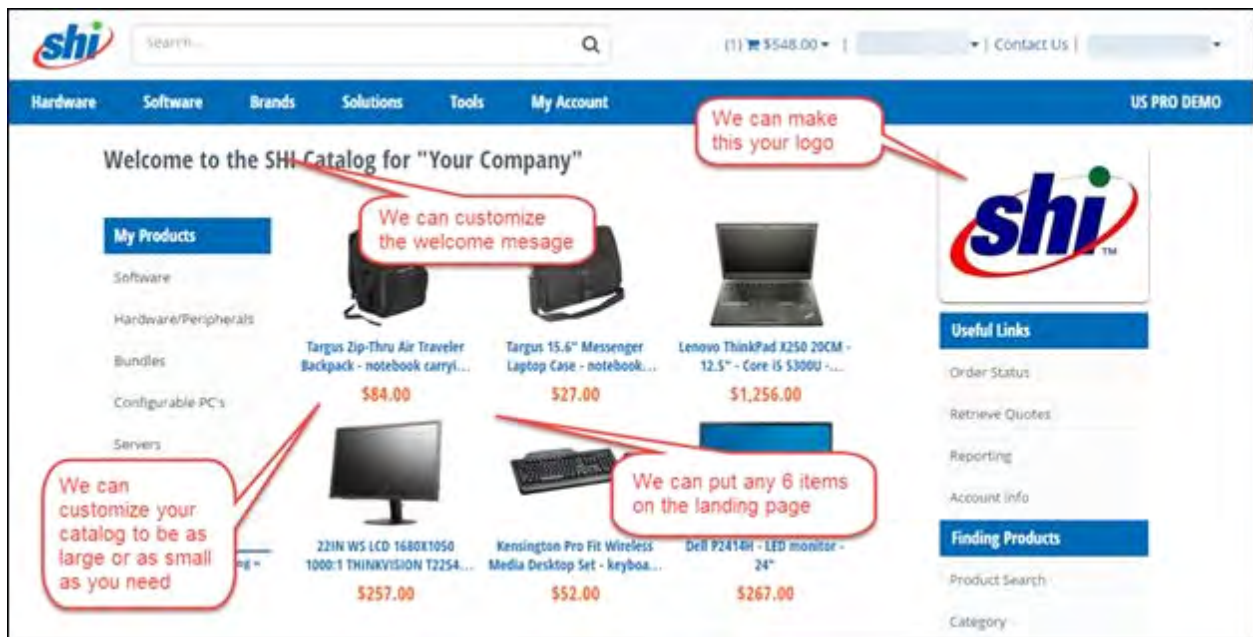 shi
Search...
(1) $548.00
| Contact Us |
Hardware Software Brands Solutions Tools My Account US PRO DEMO
We can make
this your logo
Welcome to the SHI Catalog for "Your Company"
We can customize
the welcome mesage
shi
TM
My Products
Software
Hardware/Peripherals
Bundles
Configurable PC's
Servers
Targus Zip-Thru Air Traveler
Backpack - notebook carryi...
$84.00
Targus 15.6" Messenger
Laptop Case - notebook...
$27.00
Lenovo ThinkPad X250 20CM -
12.5" - Core i5 5300U -...
$1,256.00
We can
customize your
catalog to be as
large or as small
as you need
We can put any 6 items
on the landing page
22IN WS LCD 1680X1050
1000:1 THINKVISION T2254...
$257.00
Kensington Pro Fit Wireless
Media Desktop Set - keyboa...
$52.00
Dell P2414H - LED monitor -
24"
$267.00
Useful Links
Order Status
Retrieve Quotes
Reporting
Account Info
Finding Products
Product Search
Category